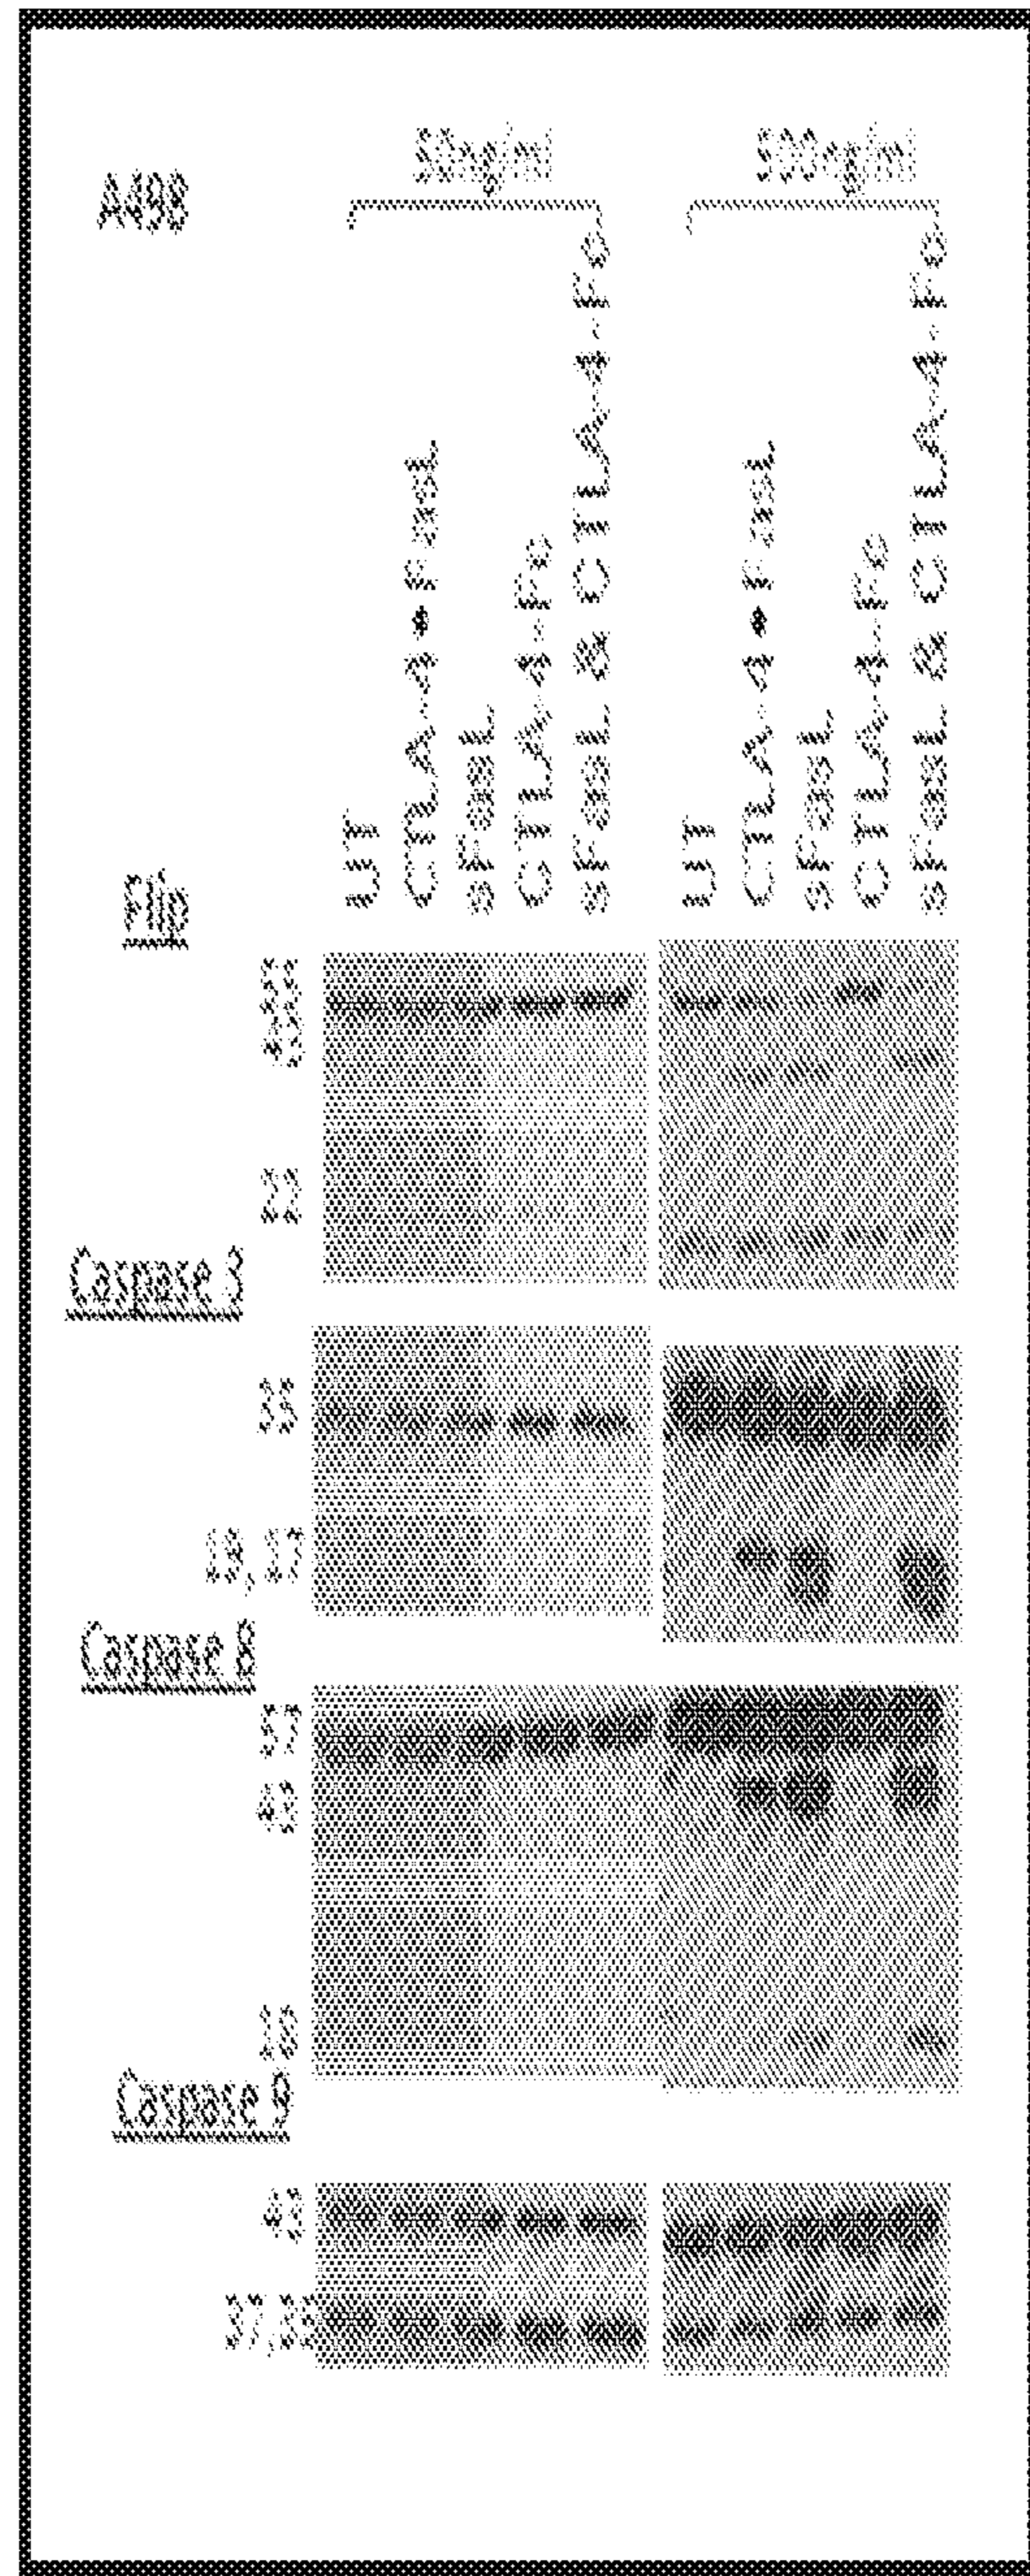 A498
50ng/ml
500ng/ml
UT
CTLA-4•FasL
sFasL
CTLA-4-Fc
sFasL & CTLA-4-Fc
UT
CTLA-4•FasL
sFasL
CTLA-4-Fc
sFasL & CTLA-4-Fc
Flip
55
43
22
Caspase 3
35
19, 17
Caspase 8
57
43
Caspase 9
37,35